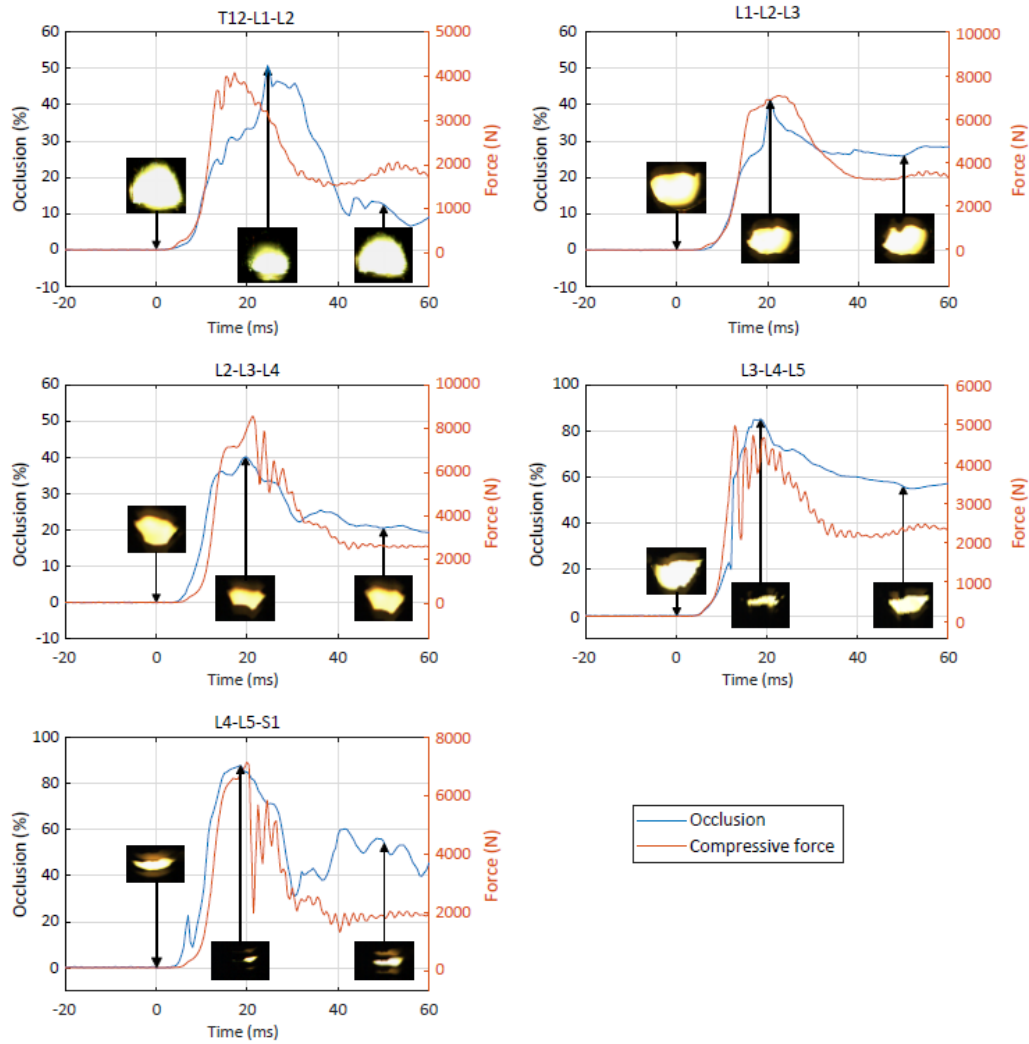 T12-L1-L2
60
50
40
30
20
10
0
-10
Occlusion (%)
5000
4000
3000
2000
1000
0
Force (N)
-20 0 20 40 60
Time (ms)
L1-L2-L3
60
50
40
30
20
10
0
-10
Occlusion (%)
10000
8000
6000
4000
2000
0
Force (N)
-20 0 20 40 60
Time (ms)
L2-L3-L4
60
50
40
30
20
10
0
-10
Occlusion (%)
10000
8000
6000
4000
2000
0
Force (N)
-20 0 20 40 60
Time (ms)
L3-L4-L5
100
80
60
40
20
0
Occlusion (%)
6000
5000
4000
3000
2000
1000
0
Force (N)
-20 0 20 40 60
Time (ms)
L4-L5-S1
100
80
60
40
20
0
Occlusion (%)
8000
6000
4000
2000
0
Force (N)
-20 0 20 40 60
Time (ms)
Occlusion
Compressive force